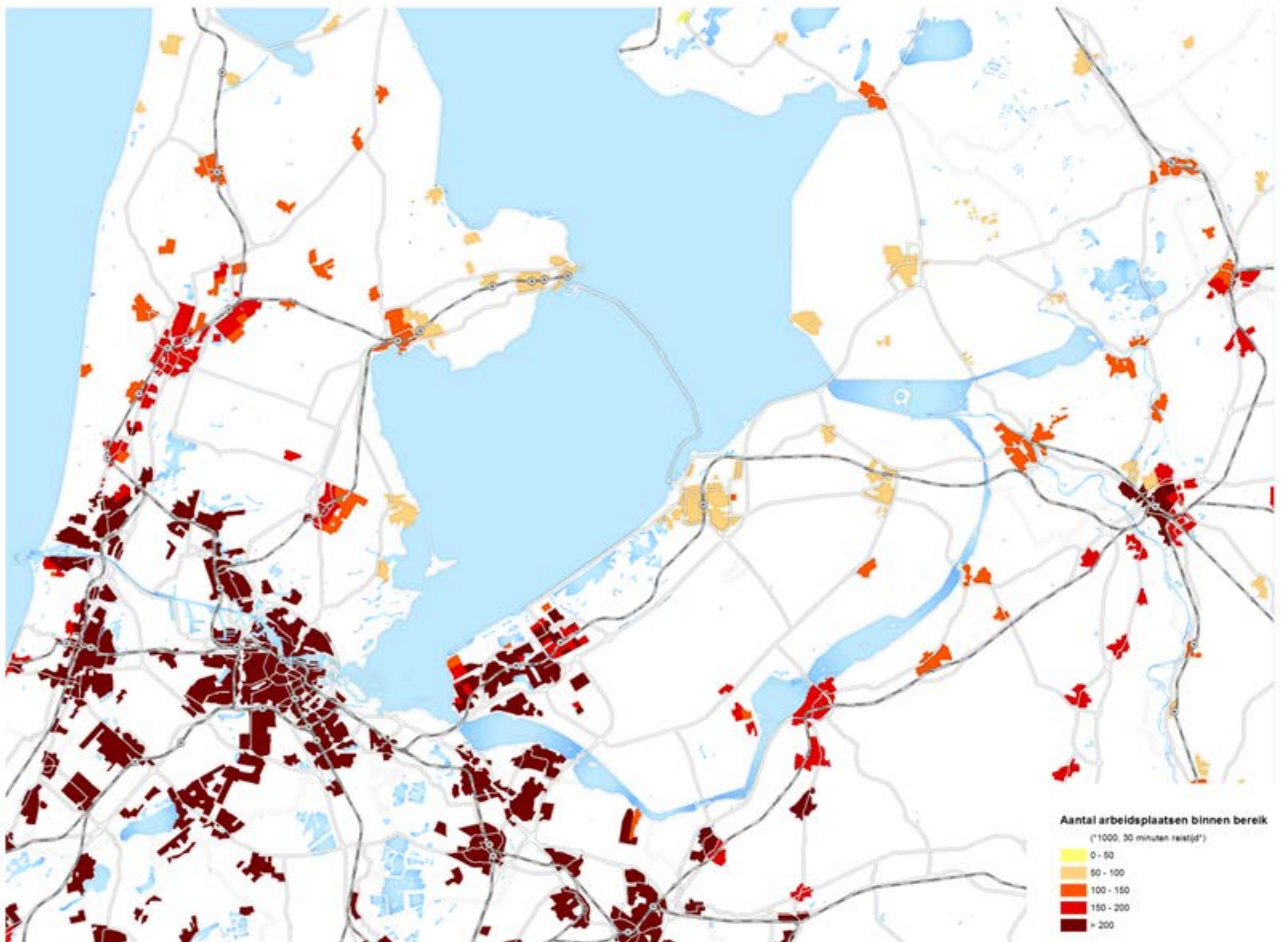 Aantal arbeidsplaatsen binnen bereik
(*1000, 30 minuten reistijd*)
0 - 50
50 - 100
100 - 150
150 - 200
> 200